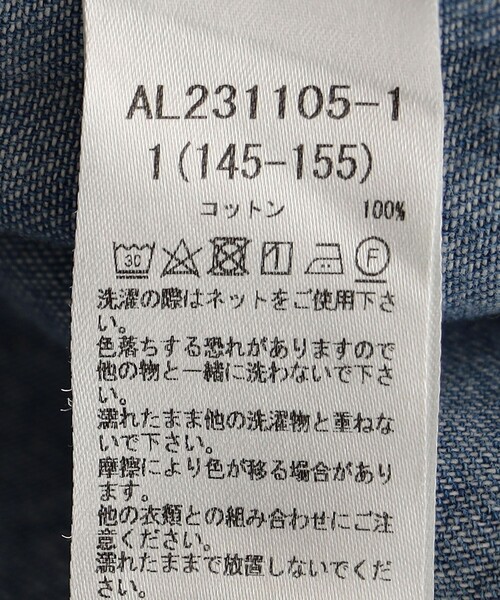 AL231105-1
1(145-155)
コットン 100%
30 F
洗濯の際はネットをご使用下さ
い。
色落ちする恐れがありますので
他の物と一緒に洗わないで下さ
い。
濡れたまま他の洗濯物と重ねな
いで下さい。
摩擦により色が移る場合があり
ます。
他の衣類との組み合わせにご注
意ください。
濡れたままで放置しないでくだ
さい。